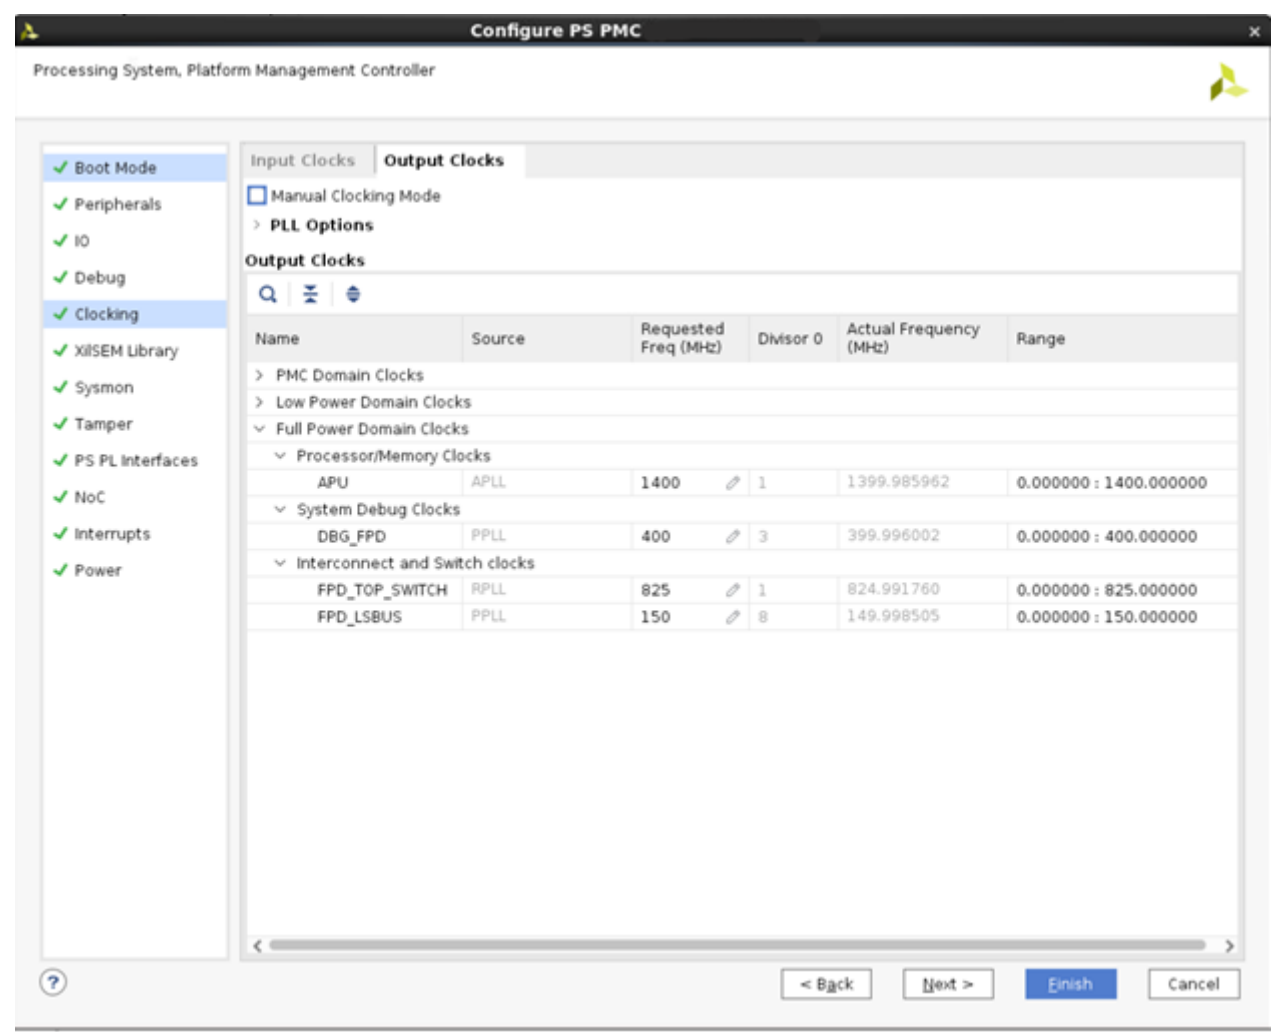 Configure PS PMC
Processing System, Platform Management Controller
Boot Mode
Peripherals
IO
Debug
Clocking
XilSEM Library
Sysmon
Tamper
PS PL Interfaces
NoC
Interrupts
Power
Input Clocks Output Clocks
Manual Clocking Mode
PLL Options
Output Clocks
Name Source Requested Freq (MHz) Divisor 0 Actual Frequency (MHz) Range
PMC Domain Clocks
Low Power Domain Clocks
Full Power Domain Clocks
Processor/Memory Clocks
APU APLL 1400 1 1399.985962 0.000000 : 1400.000000
System Debug Clocks
DBG_FPD PPLL 400 3 399.996002 0.000000 : 400.000000
Interconnect and Switch clocks
FPD_TOP_SWITCH RPLL 825 1 824.991760 0.000000 : 825.000000
FPD_LSBUS PPLL 150 8 149.998505 0.000000 : 150.000000
? < Back Next > Finish Cancel